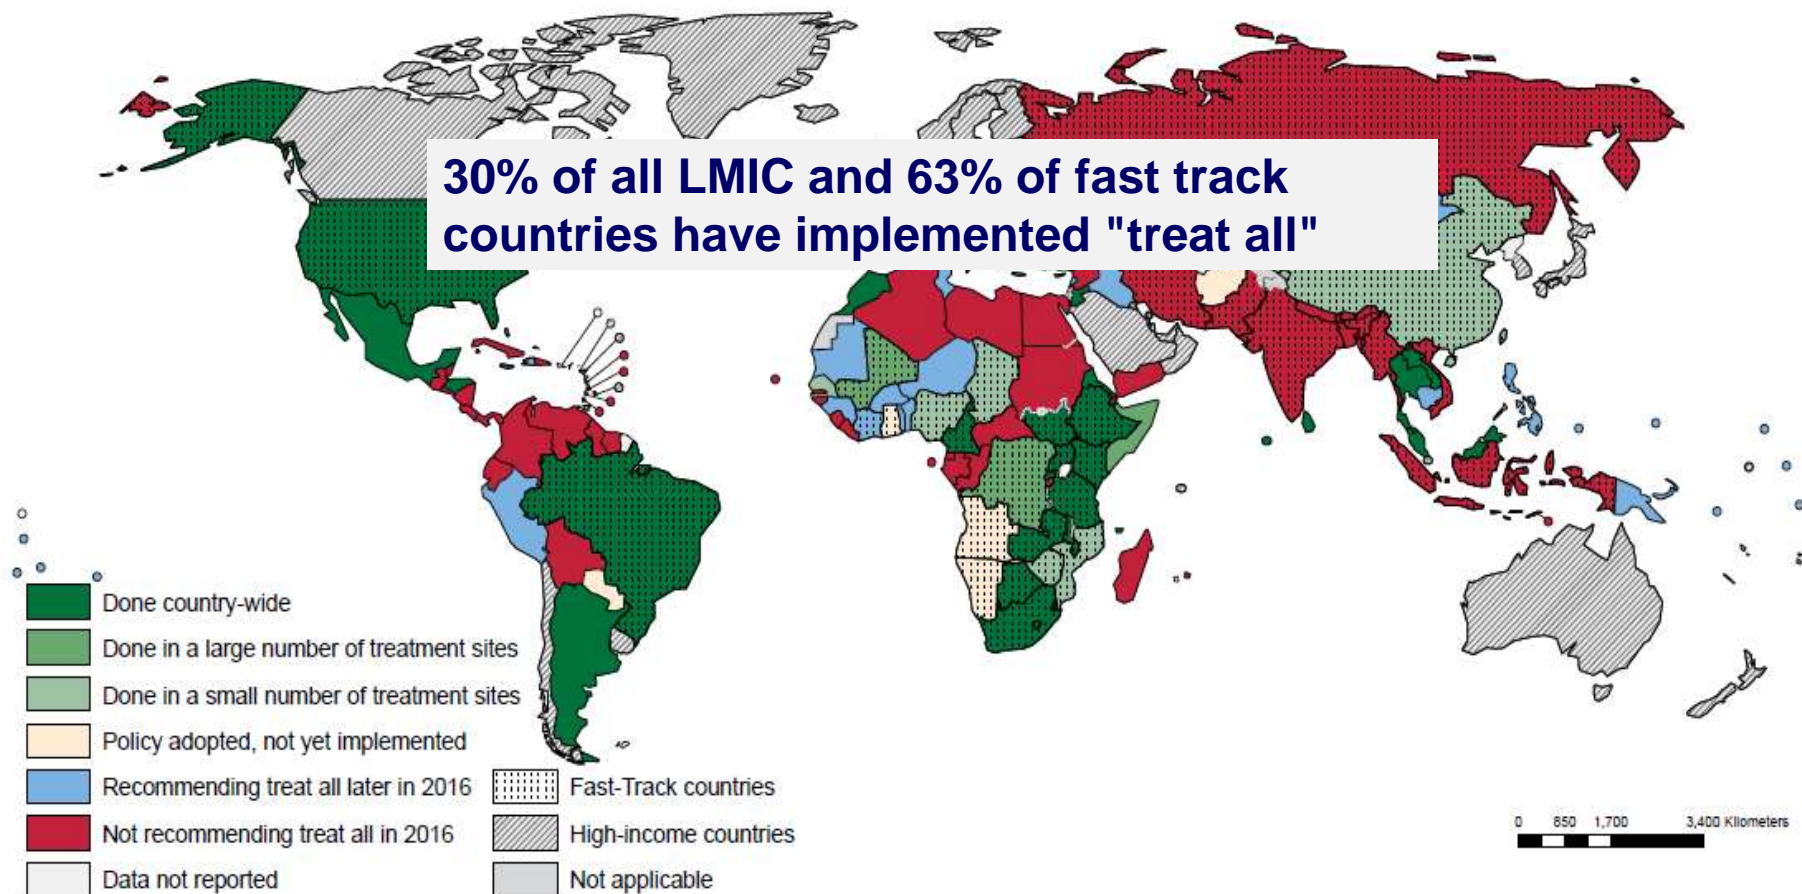 30% of all LMIC and 63% of fast track
countries have implemented "treat all"
Done country-wide
Done in a large number of treatment sites
Done in a small number of treatment sites
Policy adopted, not yet implemented
Recommending treat all later in 2016
Not recommending treat all in 2016
Data not reported
Fast-Track countries
High-income countries
Not applicable
0 850 1,700 3,400 Kilometers